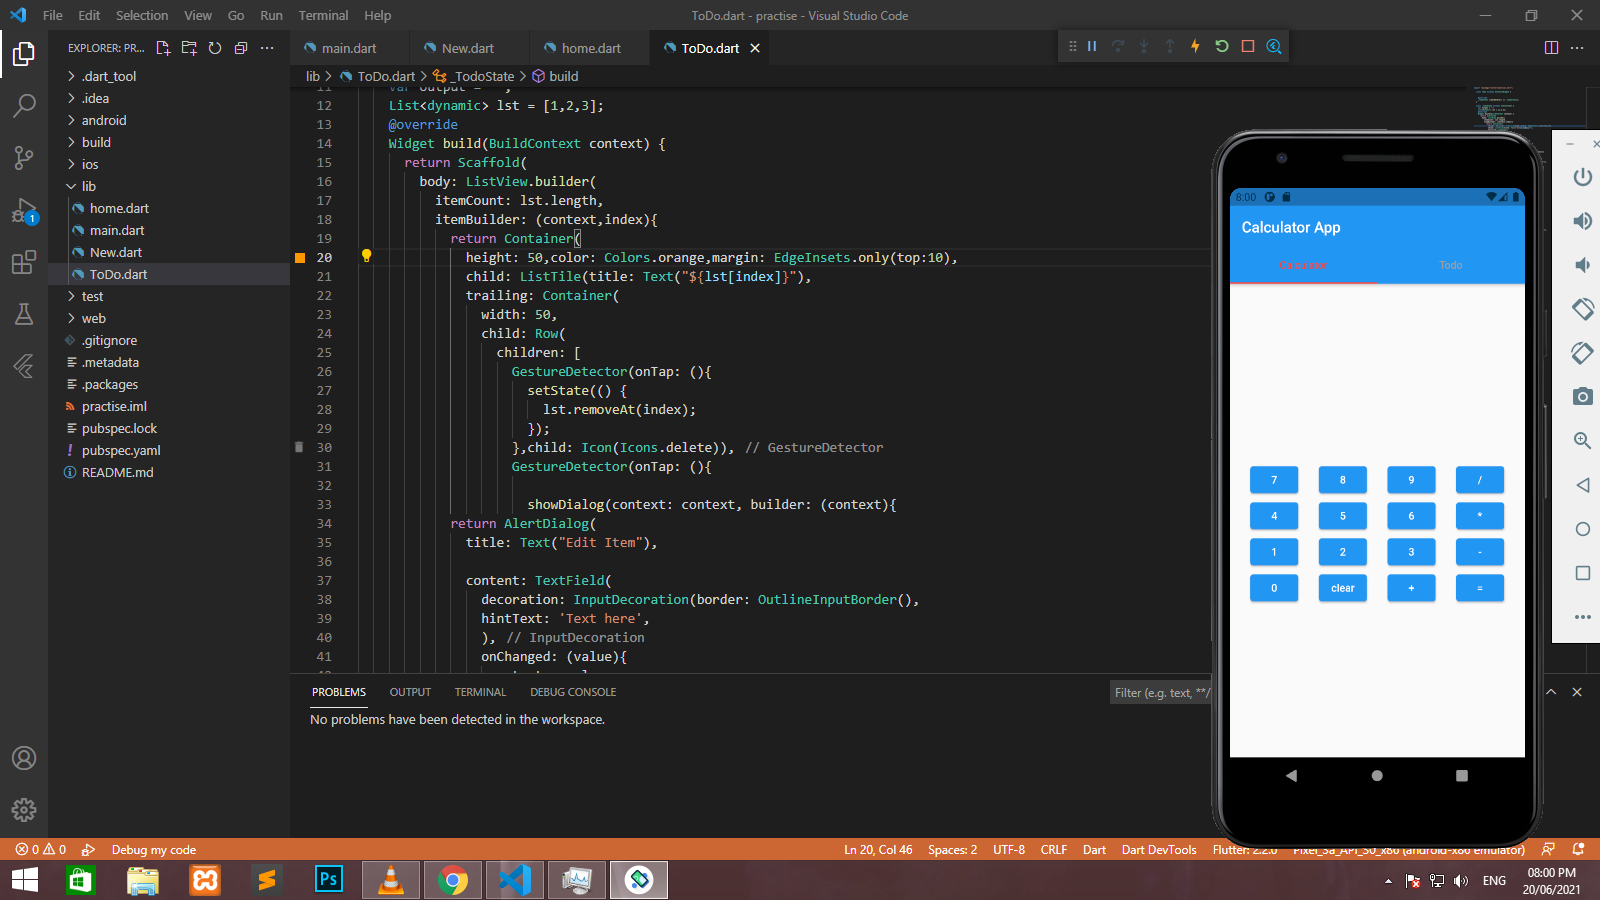 File Edit Selection View Go Run Terminal Help
ToDo.dart - practise - Visual Studio Code
EXPLORER: PR...
main.dart
New.dart
home.dart
ToDo.dart
lib > ToDo.dart > _TodoState > build
.dart_tool
.idea
android
build
ios
lib
home.dart
main.dart
New.dart
ToDo.dart
test
web
.gitignore
.metadata
.packages
practise.iml
pubspec.lock
pubspec.yaml
README.md
1
11 var output =
12 List<dynamic> lst = [1,2,3];
13 @override
14 Widget build(BuildContext context) {
15 return Scaffold(
16 body: ListView.builder(
17 itemCount: lst.length,
18 itemBuilder: (context,index){
19 return Container(
20 height: 50,color: Colors.orange,margin: EdgeInsets.only(top:10),
21 child: ListTile(title: Text("${lst[index]}"),
22 trailing: Container(
23 width: 50,
24 child: Row(
25 children: [
26 GestureDetector(onTap: (){
27 setState(() {
28 lst.removeAt(index);
29 });
30 },child: Icon(Icons.delete)), // GestureDetector
31 GestureDetector(onTap: (){
32
33 showDialog(context: context, builder: (context){
34 return AlertDialog(
35 title: Text("Edit Item"),
36
37 content: TextField(
38 decoration: InputDecoration(border: OutlineInputBorder(),
39 hintText: 'Text here',
40 ), // InputDecoration
41 onChanged: (value){
PROBLEMS OUTPUT TERMINAL DEBUG CONSOLE
Filter (e.g. text, **/
No problems have been detected in the workspace.
8:00
Calculator App
Calculator Todo
7 8 9 /
4 5 6 *
1 2 3 -
0 clear + =
0 0 Debug my code
Ln 20, Col 46 Spaces: 2 UTF-8 CRLF Dart Dart DevTools Flutter: 2.2.0 Pixel_3a_API_30_x86 (android-x86 emulator)
Ps
ENG
08:00 PM
20/06/2021